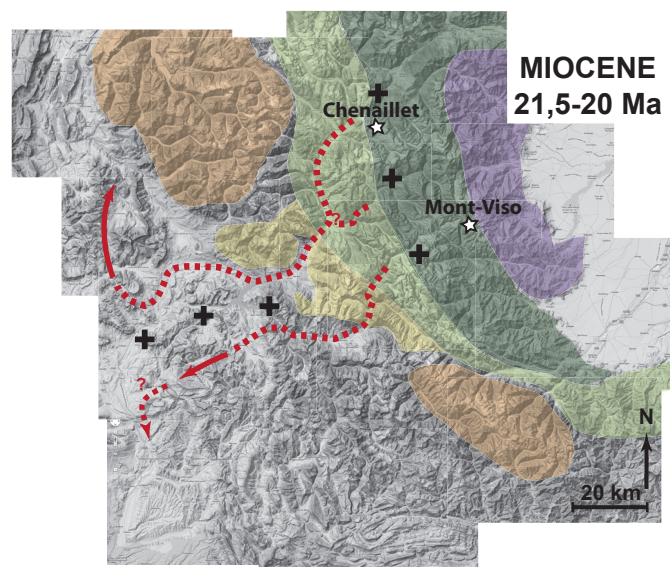 MIOCENE
21,5-20 Ma
Chenaillet
Mont-Viso
?
?
N
20 km